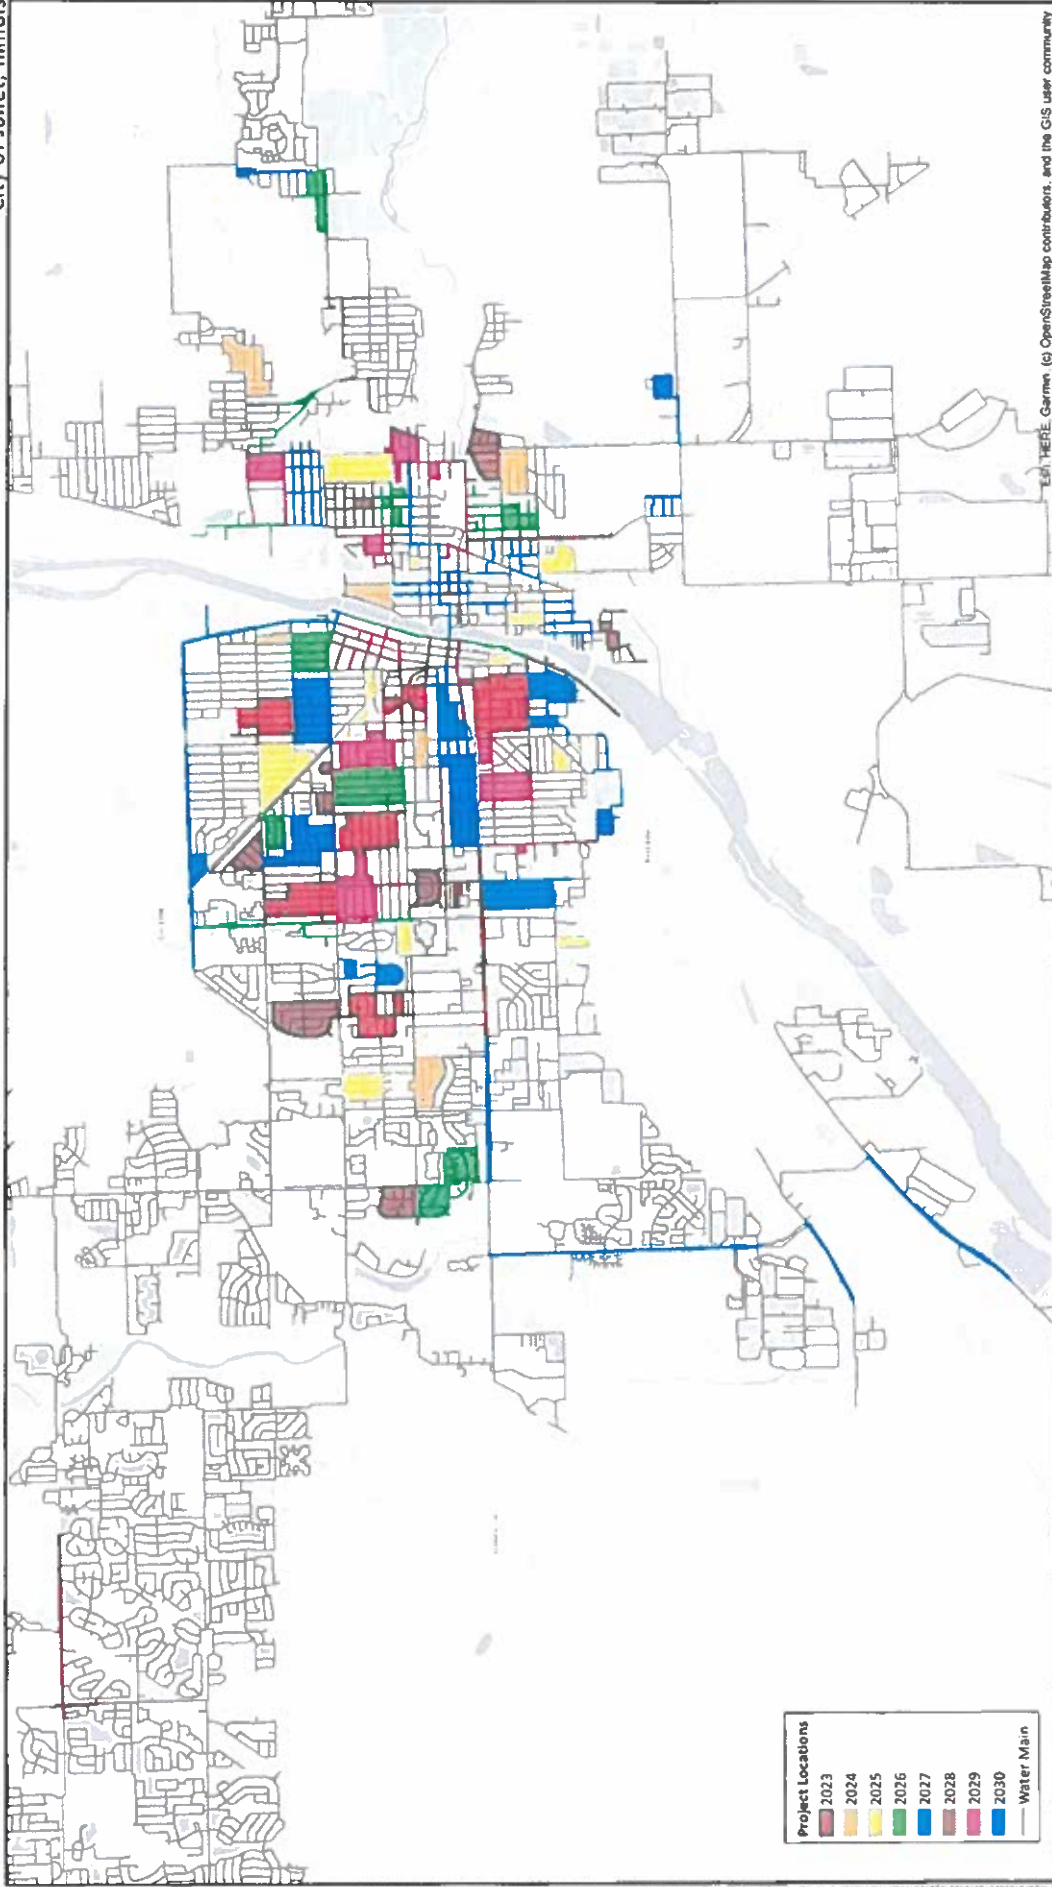 City of Joliet, Illinois
Project Locations
2023
2024
2025
2026
2027
2028
2029
2030
Water Main
Esri, HERE, Garmin, (c) OpenStreetMap contributors, and the GIS user community